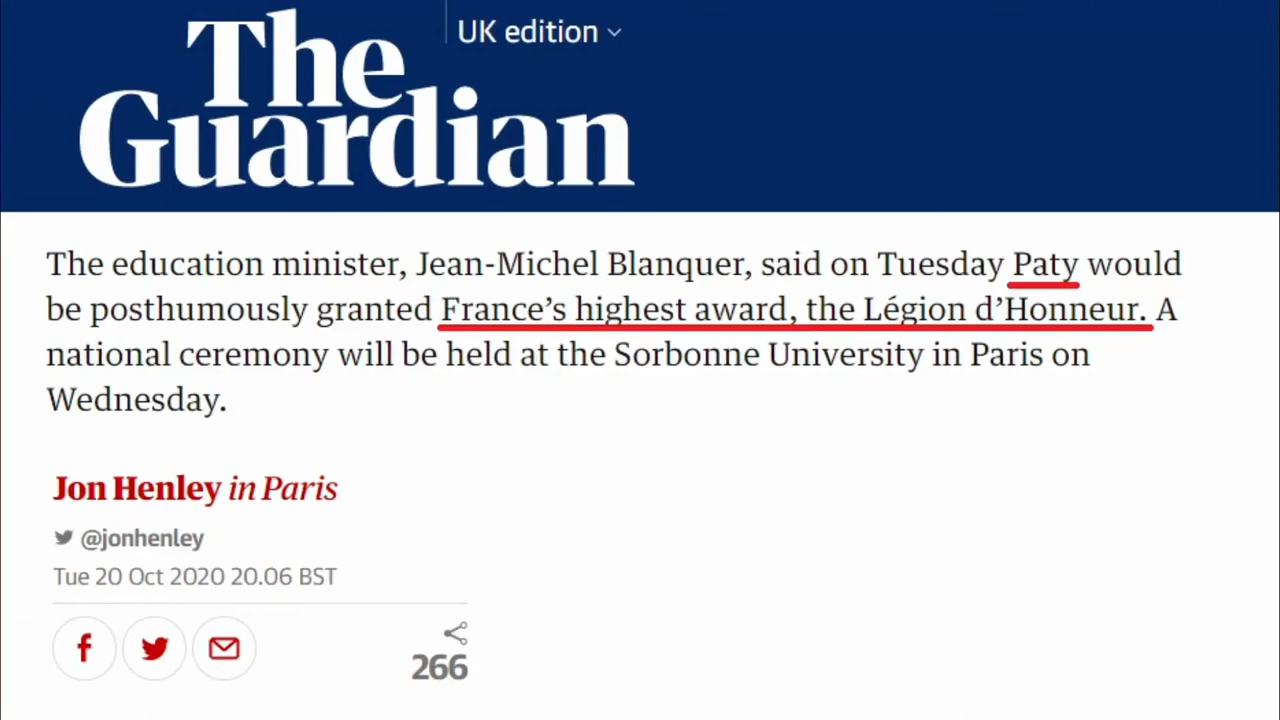 UK edition
The
Guardian
The education minister, Jean-Michel Blanquer, said on Tuesday Paty would
be posthumously granted France’s highest award, the Légion d’Honneur. A
national ceremony will be held at the Sorbonne University in Paris on
Wednesday.
Jon Henley in Paris
@jonhenley
Tue 20 Oct 2020 20.06 BST
266